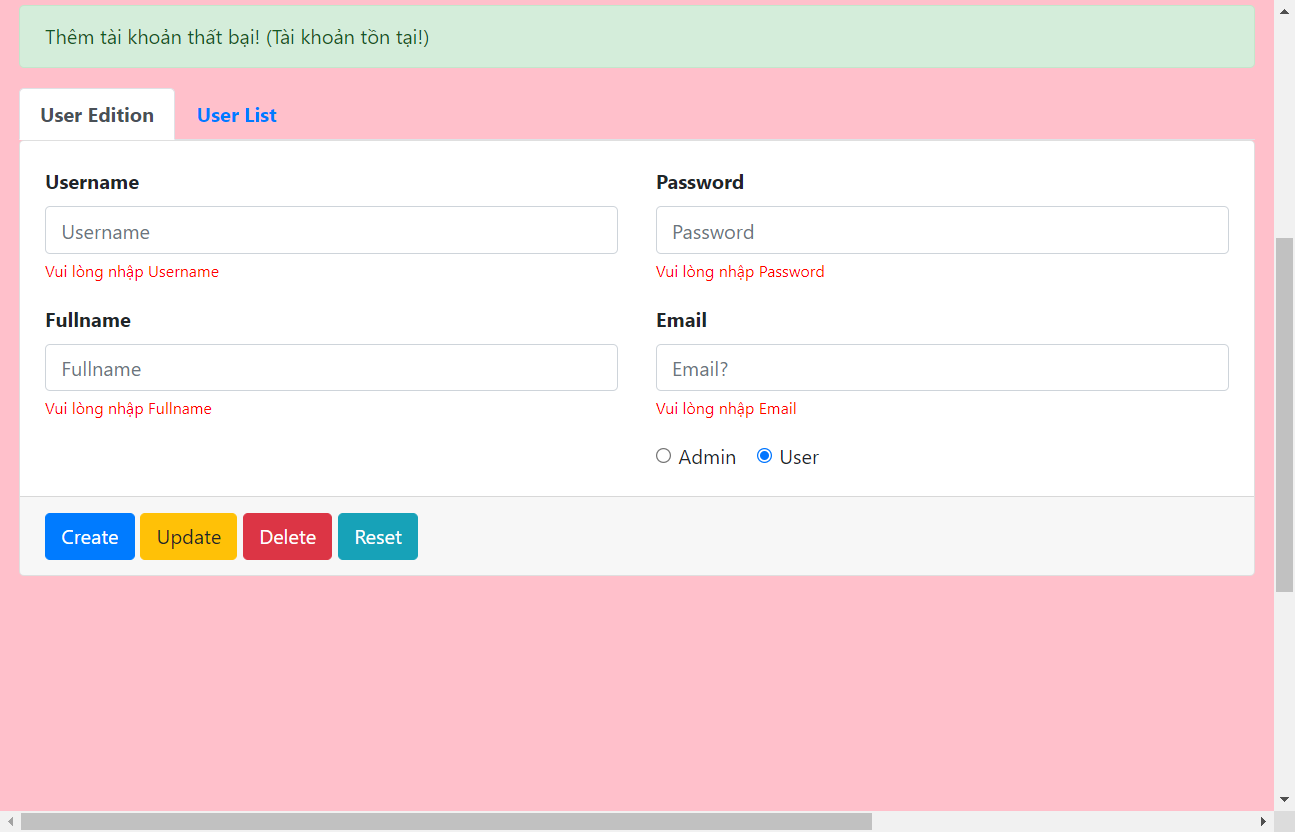 Thêm tài khoản thất bại! (Tài khoản tồn tại!)
User Edition User List
Username Password
Username Password
Vui lòng nhập Username Vui lòng nhập Password
Fullname Email
Fullname Email?
Vui lòng nhập Fullname Vui lòng nhập Email
Admin User
Create Update Delete Reset